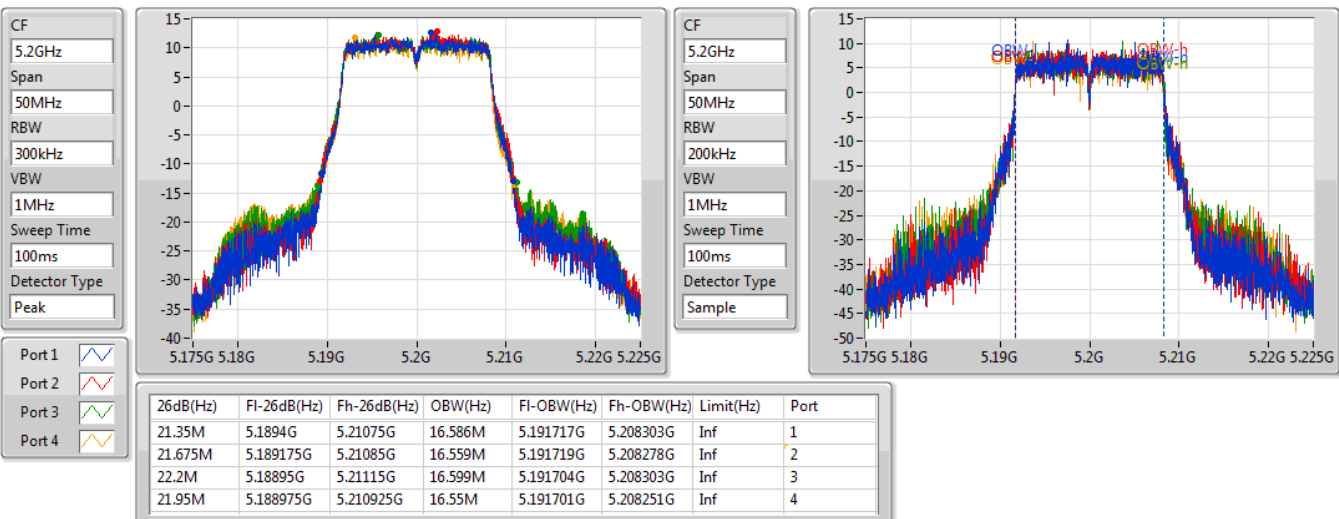 CF
5.2GHz
Span
50MHz
RBW
300kHz
VBW
1MHz
Sweep Time
100ms
Detector Type
Peak
15
10
5
0
-5
-10
-15
-20
-25
-30
-35
-40
5.175G 5.18G 5.19G 5.2G 5.21G 5.22G 5.225G
CF
5.2GHz
Span
50MHz
RBW
200kHz
VBW
1MHz
Sweep Time
100ms
Detector Type
Sample
15
10
5
0
-5
-10
-15
-20
-25
-30
-35
-40
-45
-50
OBW-h
OBW-h
5.175G 5.18G 5.19G 5.2G 5.21G 5.22G 5.225G
Port 1
Port 2
Port 3
Port 4
26dB(Hz) Fl-26dB(Hz) Fh-26dB(Hz) OBW(Hz) Fl-OBW(Hz) Fh-OBW(Hz) Limit(Hz) Port
21.35M 5.1894G 5.21075G 16.586M 5.191717G 5.208303G Inf 1
21.675M 5.189175G 5.21085G 16.559M 5.191719G 5.208278G Inf 2
22.2M 5.18895G 5.21115G 16.599M 5.191704G 5.208303G Inf 3
21.95M 5.188975G 5.210925G 16.55M 5.191701G 5.208251G Inf 4